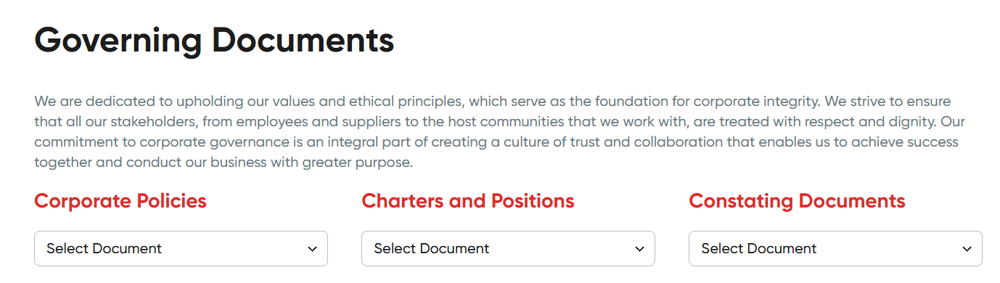 Governing Documents
We are dedicated to upholding our values and ethical principles, which serve as the foundation for corporate integrity. We strive to ensure
that all our stakeholders, from employees and suppliers to the host communities that we work with, are treated with respect and dignity. Our
commitment to corporate governance is an integral part of creating a culture of trust and collaboration that enables us to achieve success
together and conduct our business with greater purpose.
Corporate Policies
Select Document
Charters and Positions
Select Document
Constating Documents
Select Document